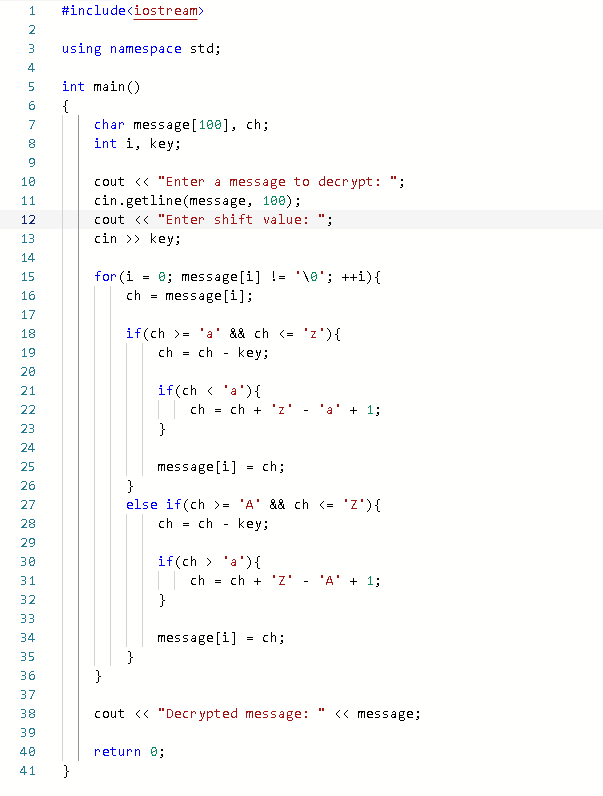 1 #include<iostream>
2
3 using namespace std;
4
5 int main()
6 {
7 char message[100], ch;
8 int i, key;
9
10 cout << "Enter a message to decrypt: ";
11 cin.getline(message, 100);
12 cout << "Enter shift value: ";
13 cin >> key;
14
15 for(i = 0; message[i] != '\0'; ++i){
16 ch = message[i];
17
18 if(ch >= 'a' && ch <= 'z'){
19 ch = ch - key;
20
21 if(ch < 'a'){
22 ch = ch + 'z' - 'a' + 1;
23 }
24
25 message[i] = ch;
26 }
27 else if(ch >= 'A' && ch <= 'Z'){
28 ch = ch - key;
29
30 if(ch > 'a'){
31 ch = ch + 'Z' - 'A' + 1;
32 }
33
34 message[i] = ch;
35 }
36 }
37
38 cout << "Decrypted message: " << message;
39
40 return 0;
41 }